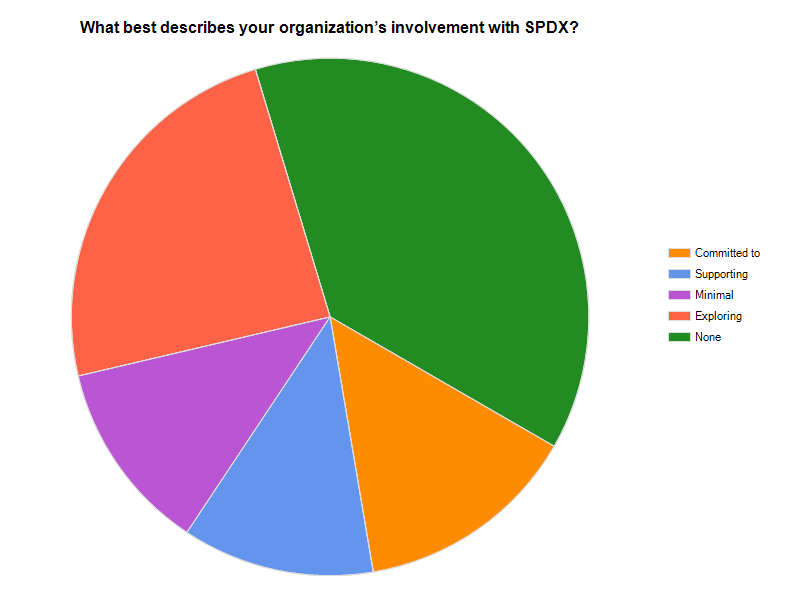 What best describes your organization’s involvement with SPDX?
Committed to
Supporting
Minimal
Exploring
None